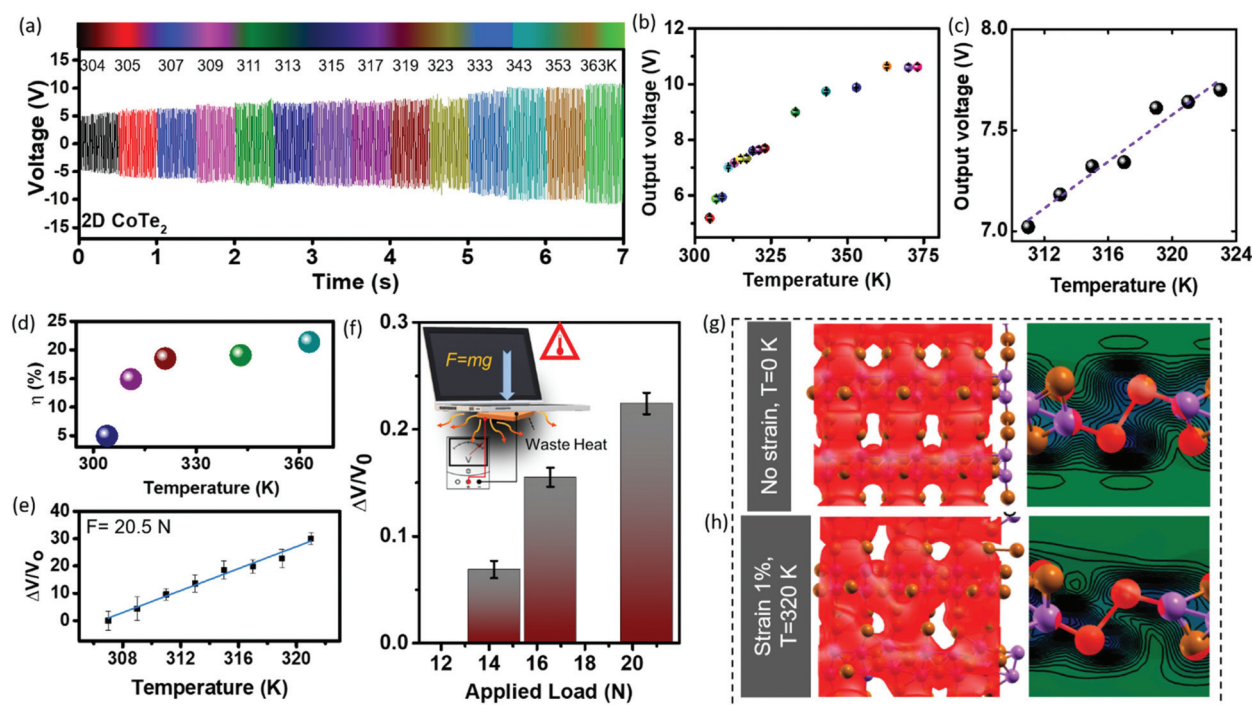 (a)
304 305 307 309 311 313 315 317 319 323 333 343 353 363K
15
10
5
0
-5
-10
-15
Voltage (V)
2D CoTe₂
0 1 2 3 4 5 6 7
Time (s)
(b)
12
10
8
6
Output voltage (V)
300 325 350 375
Temperature (K)
(c)
8.0
7.5
7.0
Output voltage (V)
312 316 320 324
Temperature (K)
(d)
25
20
15
10
5
η (%)
300 330 360
Temperature (K)
(e)
F= 20.5 N
40
30
20
10
0
ΔV/V₀
308 312 316 320
Temperature (K)
(f)
0.3
0.2
0.1
0.0
ΔV/V₀
F=mg
Waste Heat
V
12 14 16 18 20
Applied Load (N)
(g)
No strain, T=0 K
(h)
Strain 1%,
T=320 K